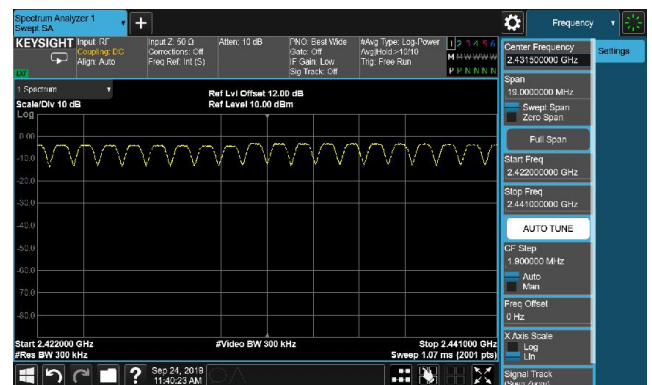 Spectrum Analyzer 1
Swept SA
Frequency
KEYSIGHT
Input: RF
Coupling: DC
Align: Auto
Input Z: 50 Ω
Corrections: Off
Freq Ref: Int (S)
Atten: 10 dB
PNO: Best Wide
Gate: Off
IF Gain: Low
Sig Track: Off
#Avg Type: Log-Power
Avg|Hold:>10/10
Trig: Free Run
1 2 3 4 5 6
M W W W W W
P P N N N N
1 Spectrum
Scale/Div 10 dB
Log
Ref Lvl Offset 12.00 dB
Ref Level 10.00 dBm
0.00
-10.0
-20.0
-30.0
-40.0
-50.0
-60.0
-70.0
-80.0
Start 2.422000 GHz
#Res BW 300 kHz
#Video BW 300 kHz
Stop 2.441000 GHz
Sweep 1.07 ms (2001 pts)
Sep 24, 2019
11:40:23 AM
Center Frequency
2.431500000 GHz
Settings
Span
19.0000000 MHz
Swept Span
Zero Span
Full Span
Start Freq
2.422000000 GHz
Stop Freq
2.441000000 GHz
AUTO TUNE
CF Step
1.900000 MHz
Auto
Man
Freq Offset
0 Hz
X Axis Scale
Log
Lin
Signal Track
(Span Zoom)